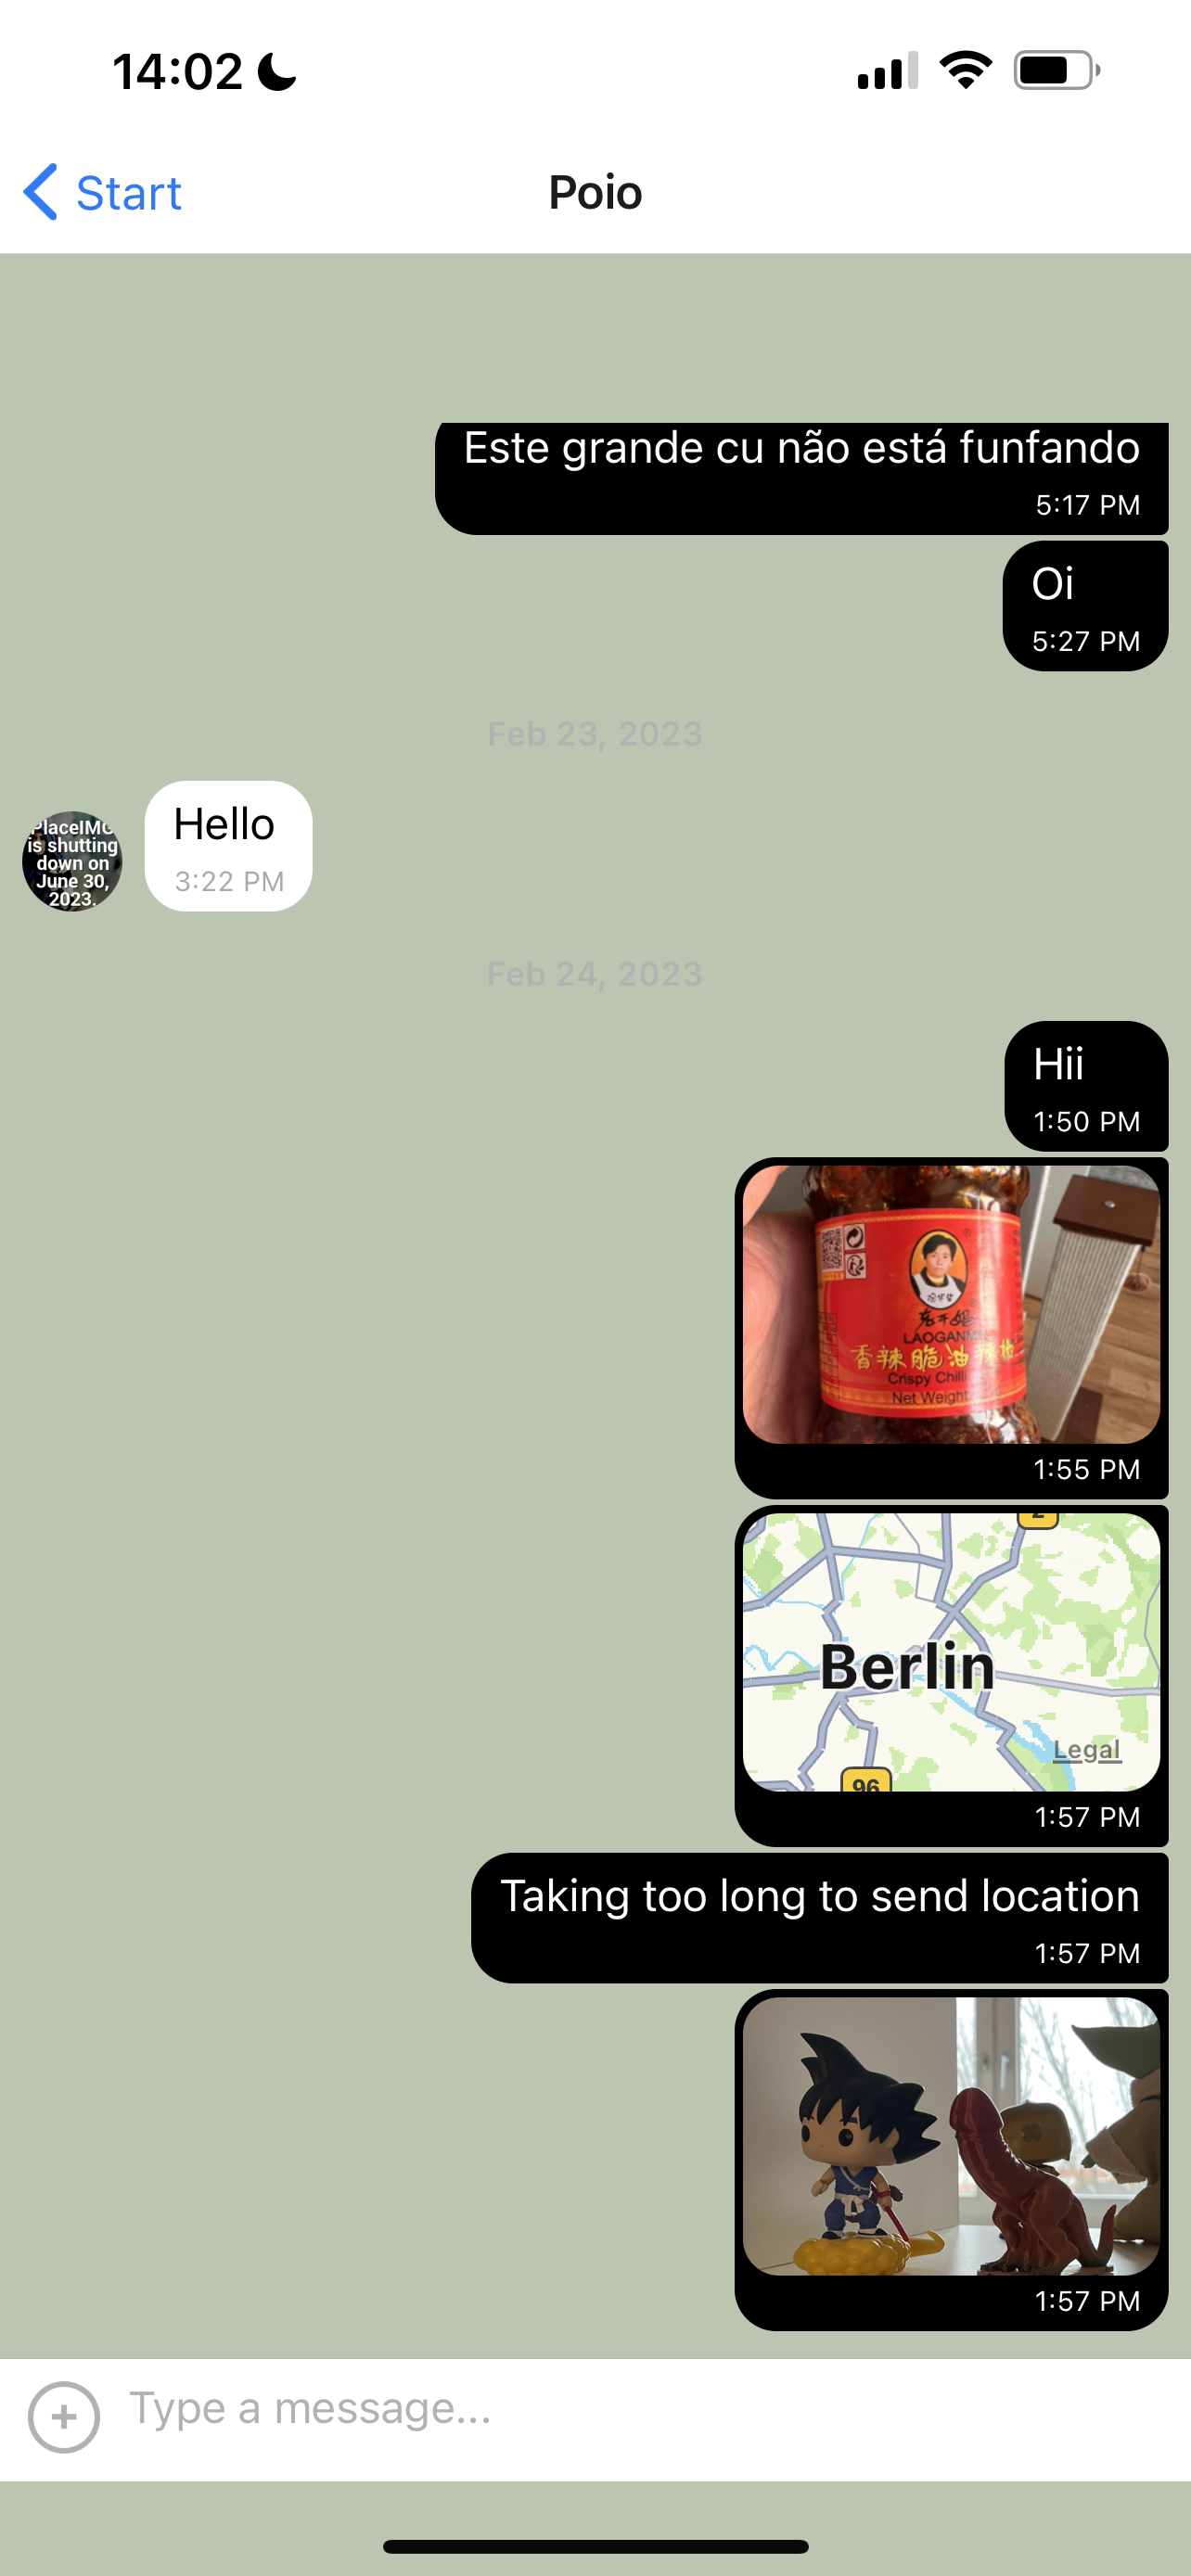 14:02
Start
Poio
Este grande cu não está funfando
5:17 PM
Oi
5:27 PM
Feb 23, 2023
PlaceIMG
is shutting
down on
June 30,
2023.
Hello
3:22 PM
Feb 24, 2023
Hii
1:50 PM
老干妈
LAOGANMA
香辣脆油辣椒
Crispy Chilli
Net Weight
1:55 PM
2
Berlin
Legal
96
1:57 PM
Taking too long to send location
1:57 PM
1:57 PM
Type a message...